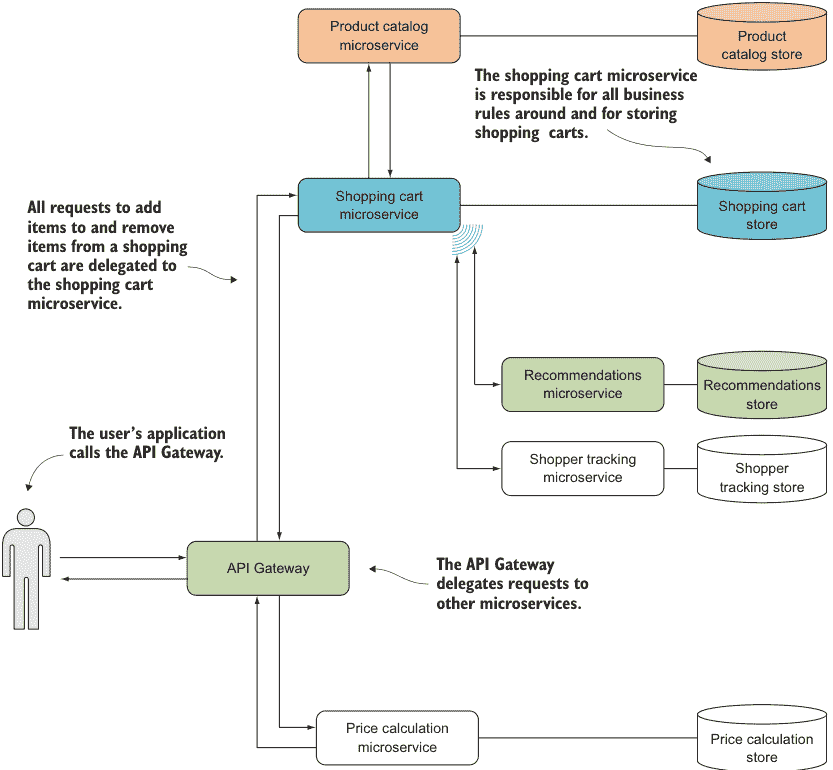 Product catalog
microservice
Product
catalog store
The shopping cart microservice
is responsible for all business
rules around and for storing
shopping carts.
Shopping cart
microservice
Shopping cart
store
All requests to add
items to and remove
items from a shopping
cart are delegated to
the shopping cart
microservice.
Recommendations
microservice
Recommendations
store
The user’s application
calls the API Gateway.
Shopper tracking
microservice
Shopper
tracking store
API Gateway
The API Gateway
delegates requests to
other microservices.
Price calculation
microservice
Price calculation
store